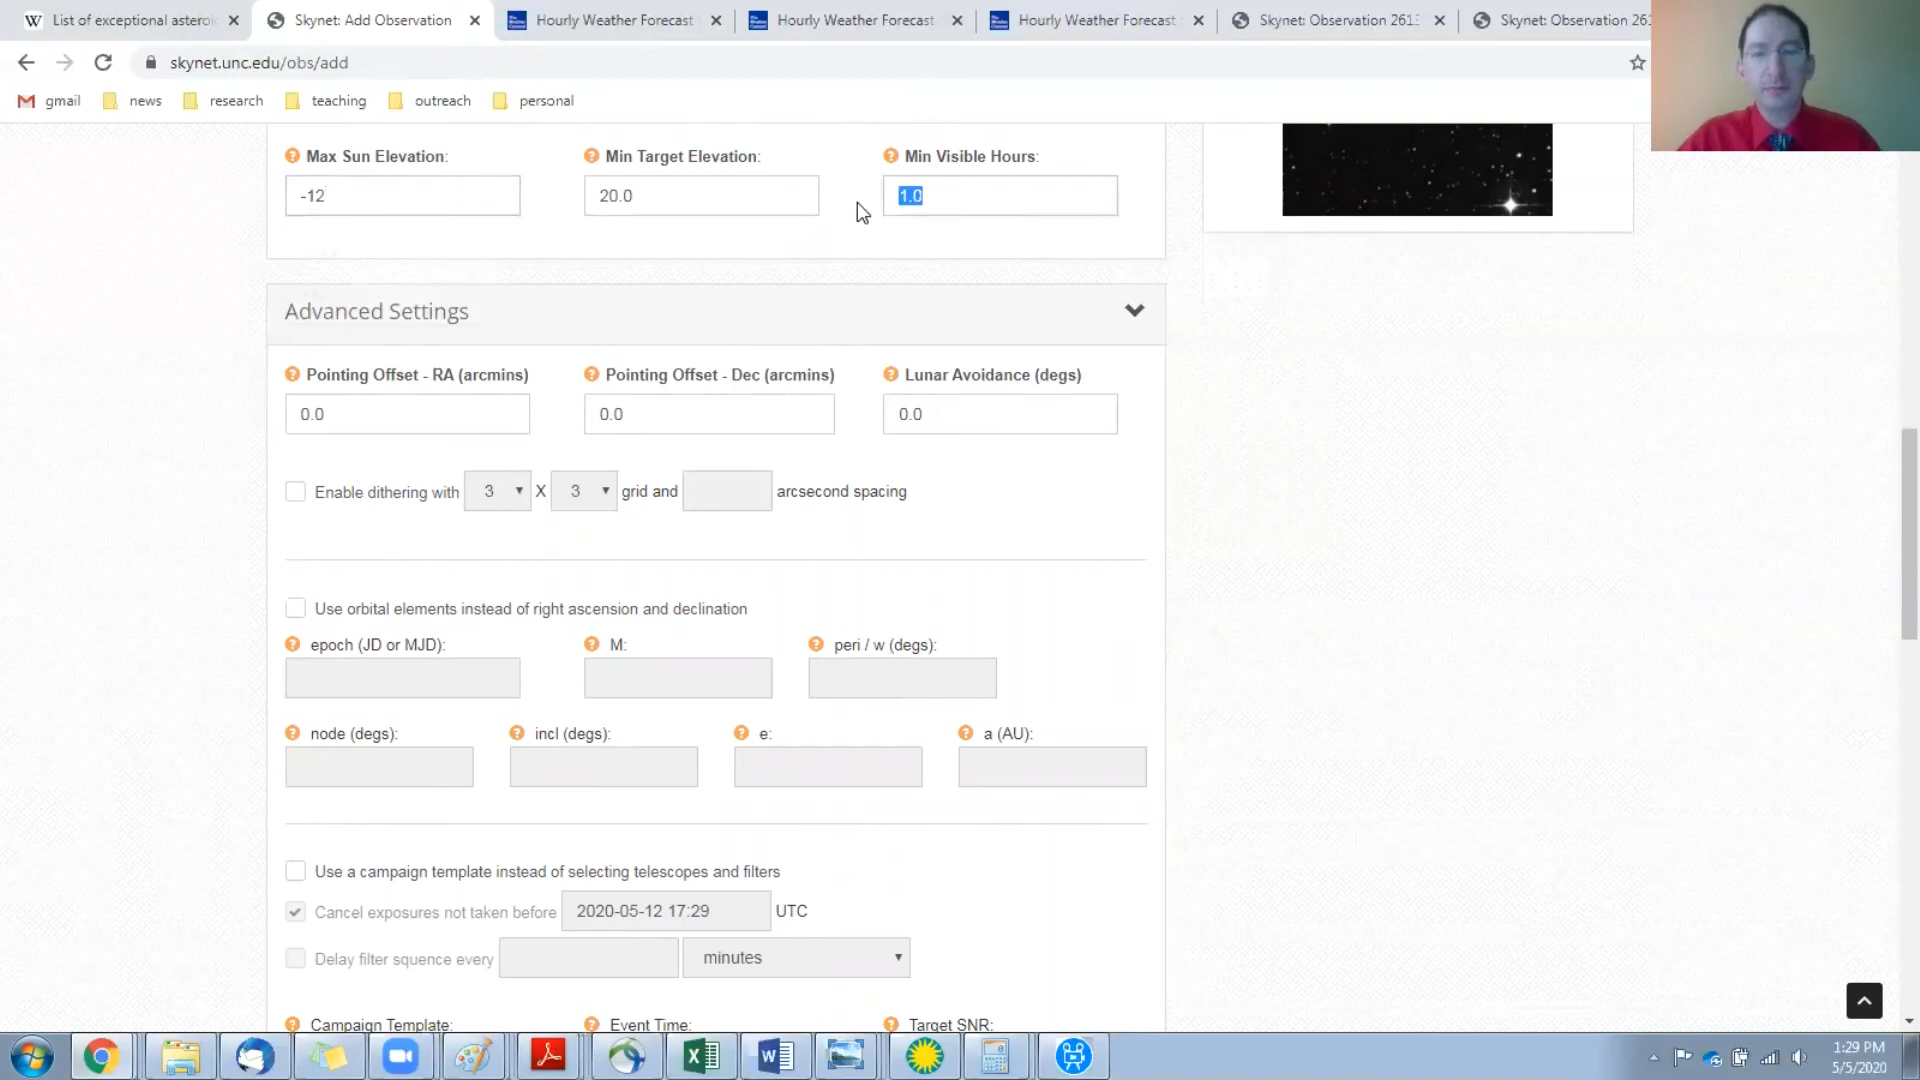 List of exceptional asteroi
Skynet: Add Observation
Hourly Weather Forecast
Hourly Weather Forecast
Hourly Weather Forecast
Skynet: Observation 261
Skynet: Observation 261
skynet.unc.edu/obs/add
gmail
news
research
teaching
outreach
personal
Max Sun Elevation:
Min Target Elevation:
Min Visible Hours:
-12
20.0
1.0
Advanced Settings
Pointing Offset - RA (arcmins)
Pointing Offset - Dec (arcmins)
Lunar Avoidance (degs)
0.0
0.0
0.0
Enable dithering with 3 X 3 grid and arcsecond spacing
Use orbital elements instead of right ascension and declination
epoch (JD or MJD):
M:
peri / w (degs):
node (degs):
incl (degs):
e:
a (AU):
Use a campaign template instead of selecting telescopes and filters
Cancel exposures not taken before 2020-05-12 17:29 UTC
Delay filter squence every minutes
Campaign Template:
Event Time:
Target SNR:
1:29 PM
5/5/2020